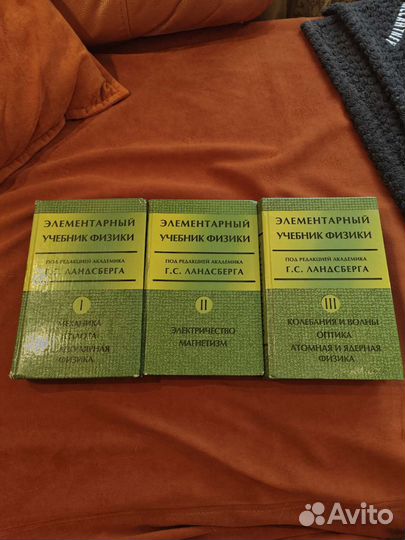 ЭЛЕМЕНТАРНЫЙ
УЧЕБНИК ФИЗИКИ
ПОД РЕДАКЦИЕЙ АКАДЕМИКА
Г.С. ЛАНДСБЕРГА
I
МЕХАНИКА
ФИЗИКА
ЭЛЕМЕНТАРНЫЙ
УЧЕБНИК ФИЗИКИ
ПОД РЕДАКЦИЕЙ АКАДЕМИКА
Г.С. ЛАНДСБЕРГА
II
ЭЛЕКТРИЧЕСТВО
МАГНЕТИЗМ
ЭЛЕМЕНТАРНЫЙ
УЧЕБНИК ФИЗИКИ
ПОД РЕДАКЦИЕЙ АКАДЕМИКА
Г.С. ЛАНДСБЕРГА
III
КОЛЕБАНИЯ И ВОЛНЫ
ОПТИКА
АТОМНАЯ И ЯДЕРНАЯ
ФИЗИКА
Avito